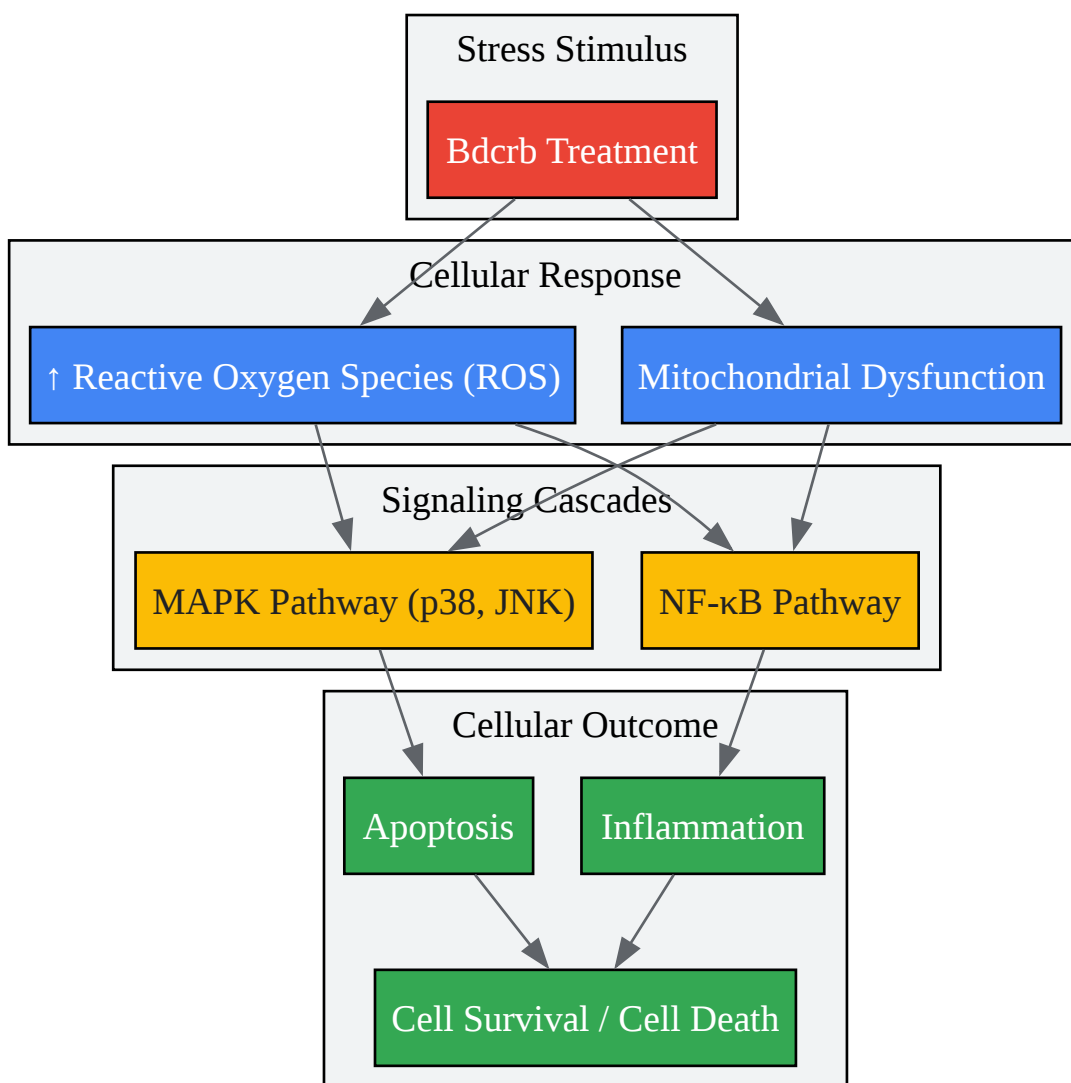 Stress Stimulus
Bdcrb Treatment
Cellular Response
↑ Reactive Oxygen Species (ROS)
Mitochondrial Dysfunction
Signaling Cascades
MAPK Pathway (p38, JNK)
NF-κB Pathway
Cellular Outcome
Apoptosis
Inflammation
Cell Survival / Cell Death